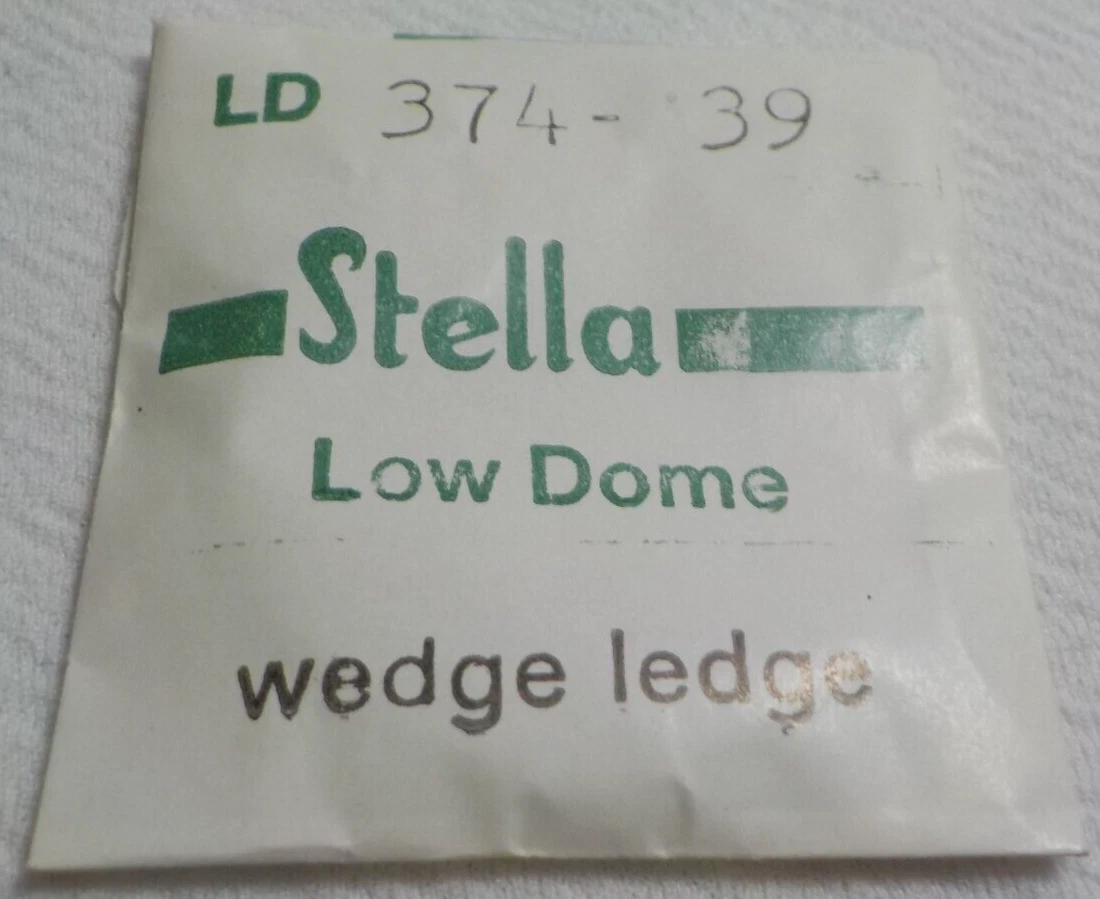 LD 374- 39
Stella
Low Dome
wedge ledge